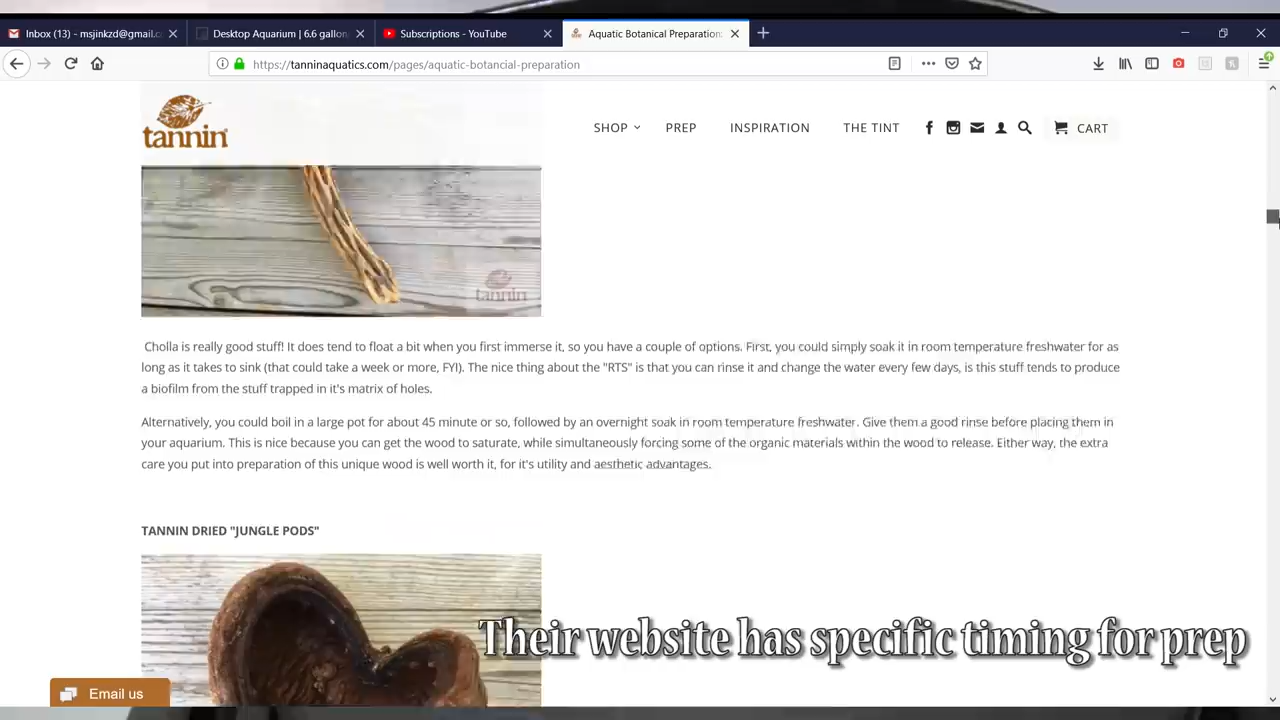 Inbox (13) - msjinkzd@gmail.c
Desktop Aquarium | 6.6 gallon
Subscriptions - YouTube
Aquatic Botanical Preparation
https://tanninaquatics.com/pages/aquatic-botancial-preparation
tannin
SHOP
PREP
INSPIRATION
THE TINT
CART
tannin
Cholla is really good stuff! It does tend to float a bit when you first immerse it, so you have a couple of options. First, you could simply soak it in room temperature freshwater for as
long as it takes to sink (that could take a week or more, FYI). The nice thing about the "RTS" is that you can rinse it and change the water every few days, is this stuff tends to produce
a biofilm from the stuff trapped in it's matrix of holes.
Alternatively, you could boil in a large pot for about 45 minute or so, followed by an overnight soak in room temperature freshwater. Give them a good rinse before placing them in
your aquarium. This is nice because you can get the wood to saturate, while simultaneously forcing some of the organic materials within the wood to release. Either way, the extra
care you put into preparation of this unique wood is well worth it, for it's utility and aesthetic advantages.
TANNIN DRIED "JUNGLE PODS"
Their website has specific timing for prep
Email us